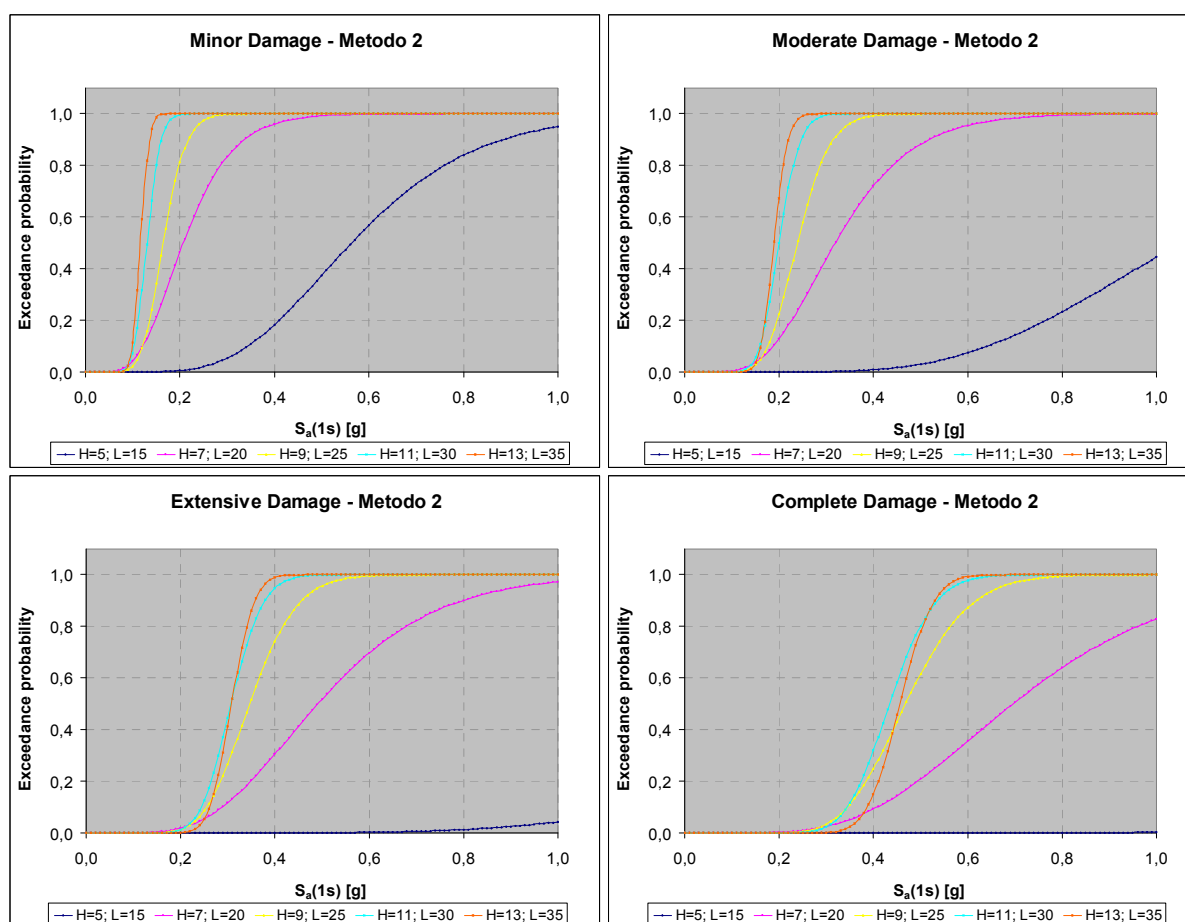 Minor Damage - Metodo 2
Exceedance probability
1,0
0,8
0,6
0,4
0,2
0,0
0,0 0,2 0,4 0,6 0,8 1,0
Sa(1s) [g]
H=5; L=15 H=7; L=20 H=9; L=25 H=11; L=30 H=13; L=35
Moderate Damage - Metodo 2
Exceedance probability
1,0
0,8
0,6
0,4
0,2
0,0
0,0 0,2 0,4 0,6 0,8 1,0
Sa(1s) [g]
H=5; L=15 H=7; L=20 H=9; L=25 H=11; L=30 H=13; L=35
Extensive Damage - Metodo 2
Exceedance probability
1,0
0,8
0,6
0,4
0,2
0,0
0,0 0,2 0,4 0,6 0,8 1,0
Sa(1s) [g]
H=5; L=15 H=7; L=20 H=9; L=25 H=11; L=30 H=13; L=35
Complete Damage - Metodo 2
Exceedance probability
1,0
0,8
0,6
0,4
0,2
0,0
0,0 0,2 0,4 0,6 0,8 1,0
Sa(1s) [g]
H=5; L=15 H=7; L=20 H=9; L=25 H=11; L=30 H=13; L=35